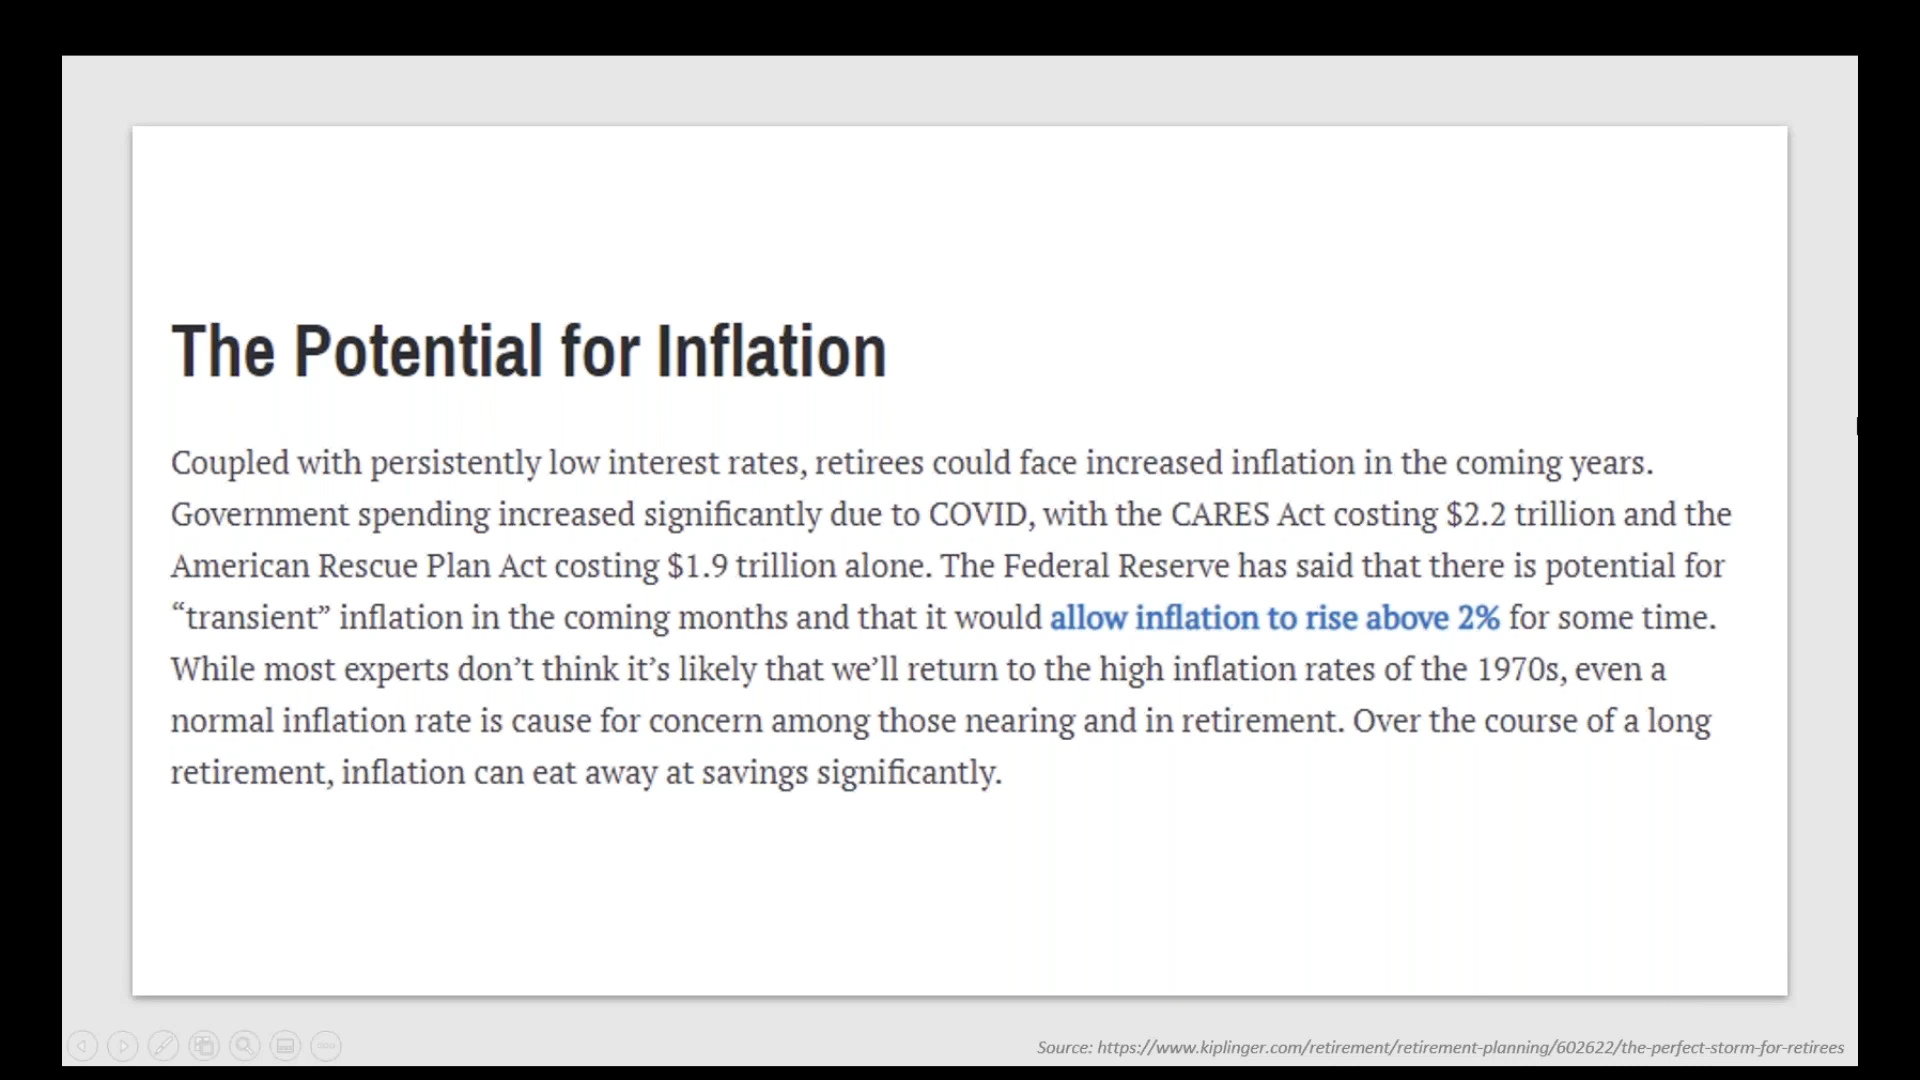 The Potential for Inflation
Coupled with persistently low interest rates, retirees could face increased inflation in the coming years.
Government spending increased significantly due to COVID, with the CARES Act costing $2.2 trillion and the
American Rescue Plan Act costing $1.9 trillion alone. The Federal Reserve has said that there is potential for
“transient” inflation in the coming months and that it would allow inflation to rise above 2% for some time.
While most experts don’t think it’s likely that we’ll return to the high inflation rates of the 1970s, even a
normal inflation rate is cause for concern among those nearing and in retirement. Over the course of a long
retirement, inflation can eat away at savings significantly.
Source: https://www.kiplinger.com/retirement/retirement-planning/602622/the-perfect-storm-for-retirees